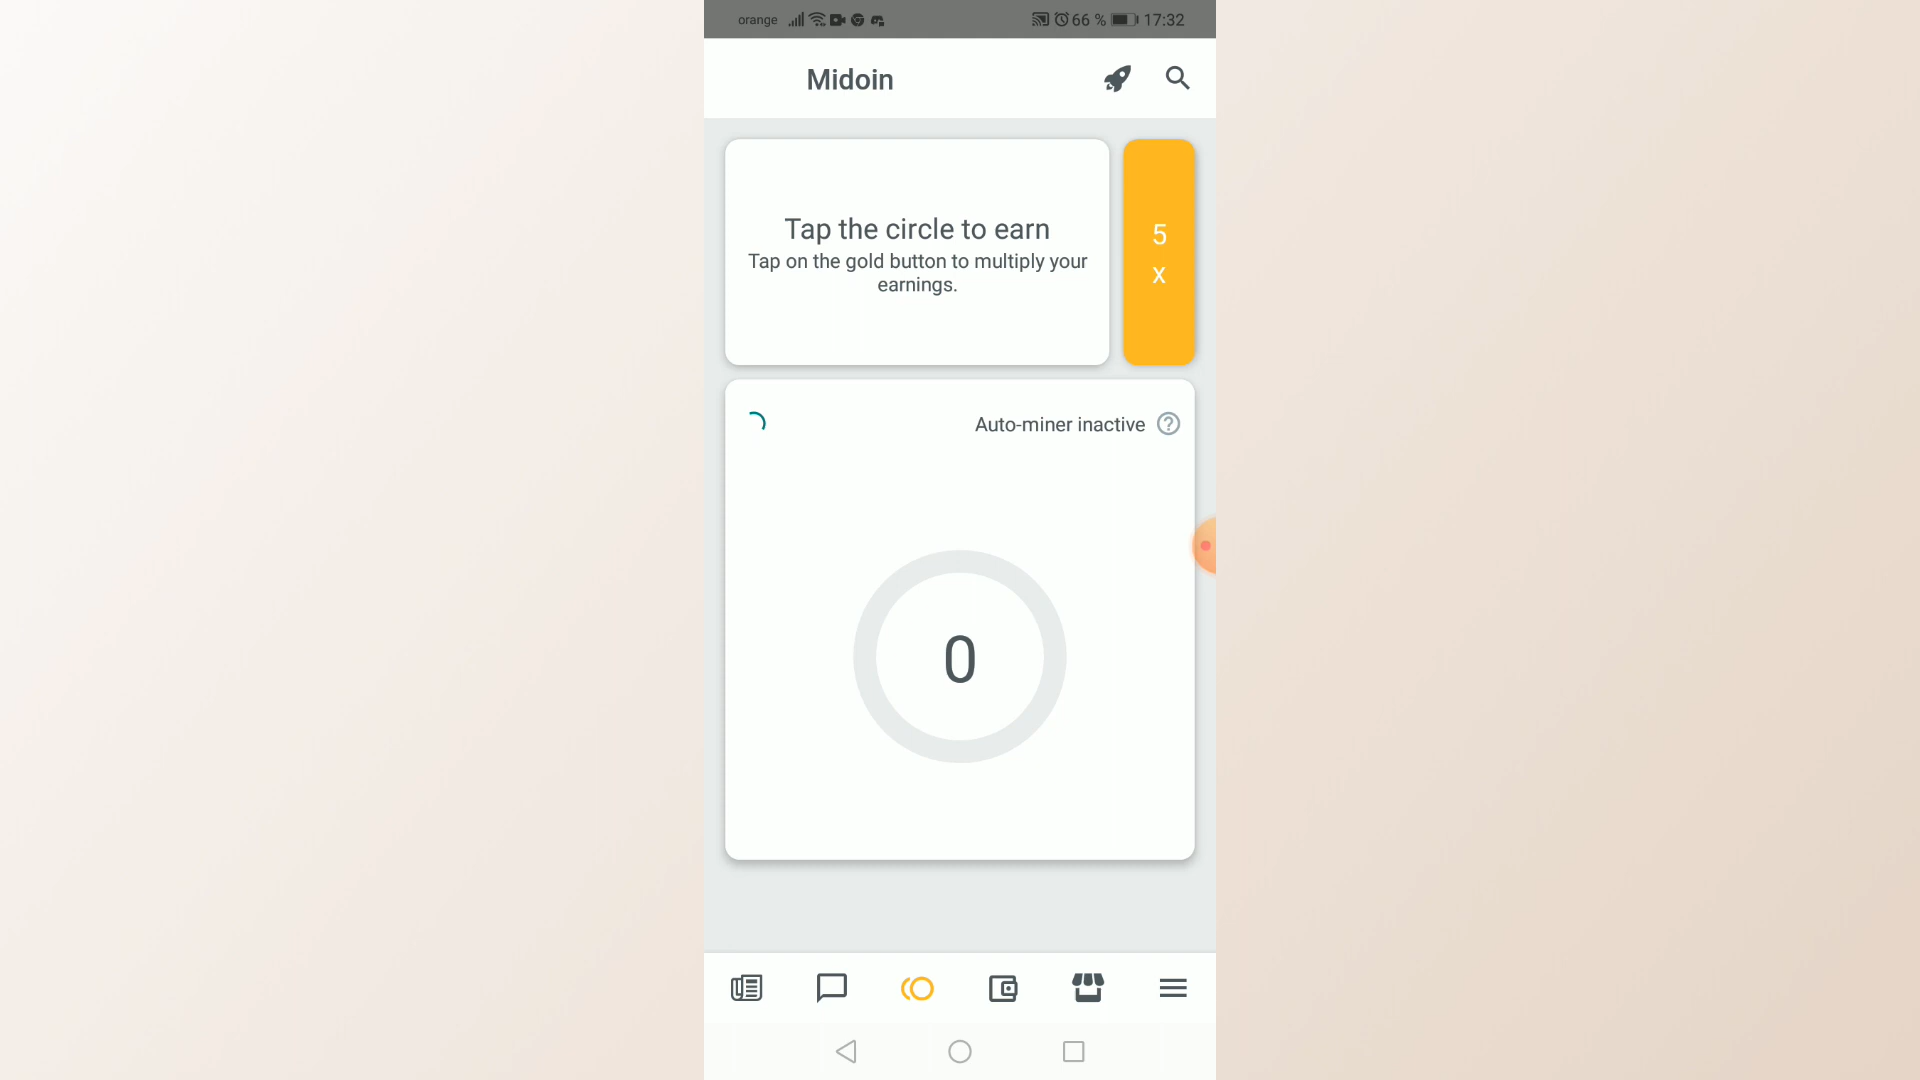 orange 66 % 17:32
Midoin
Tap the circle to earn
Tap on the gold button to multiply your
earnings.
5
x
Auto-miner inactive ?
0